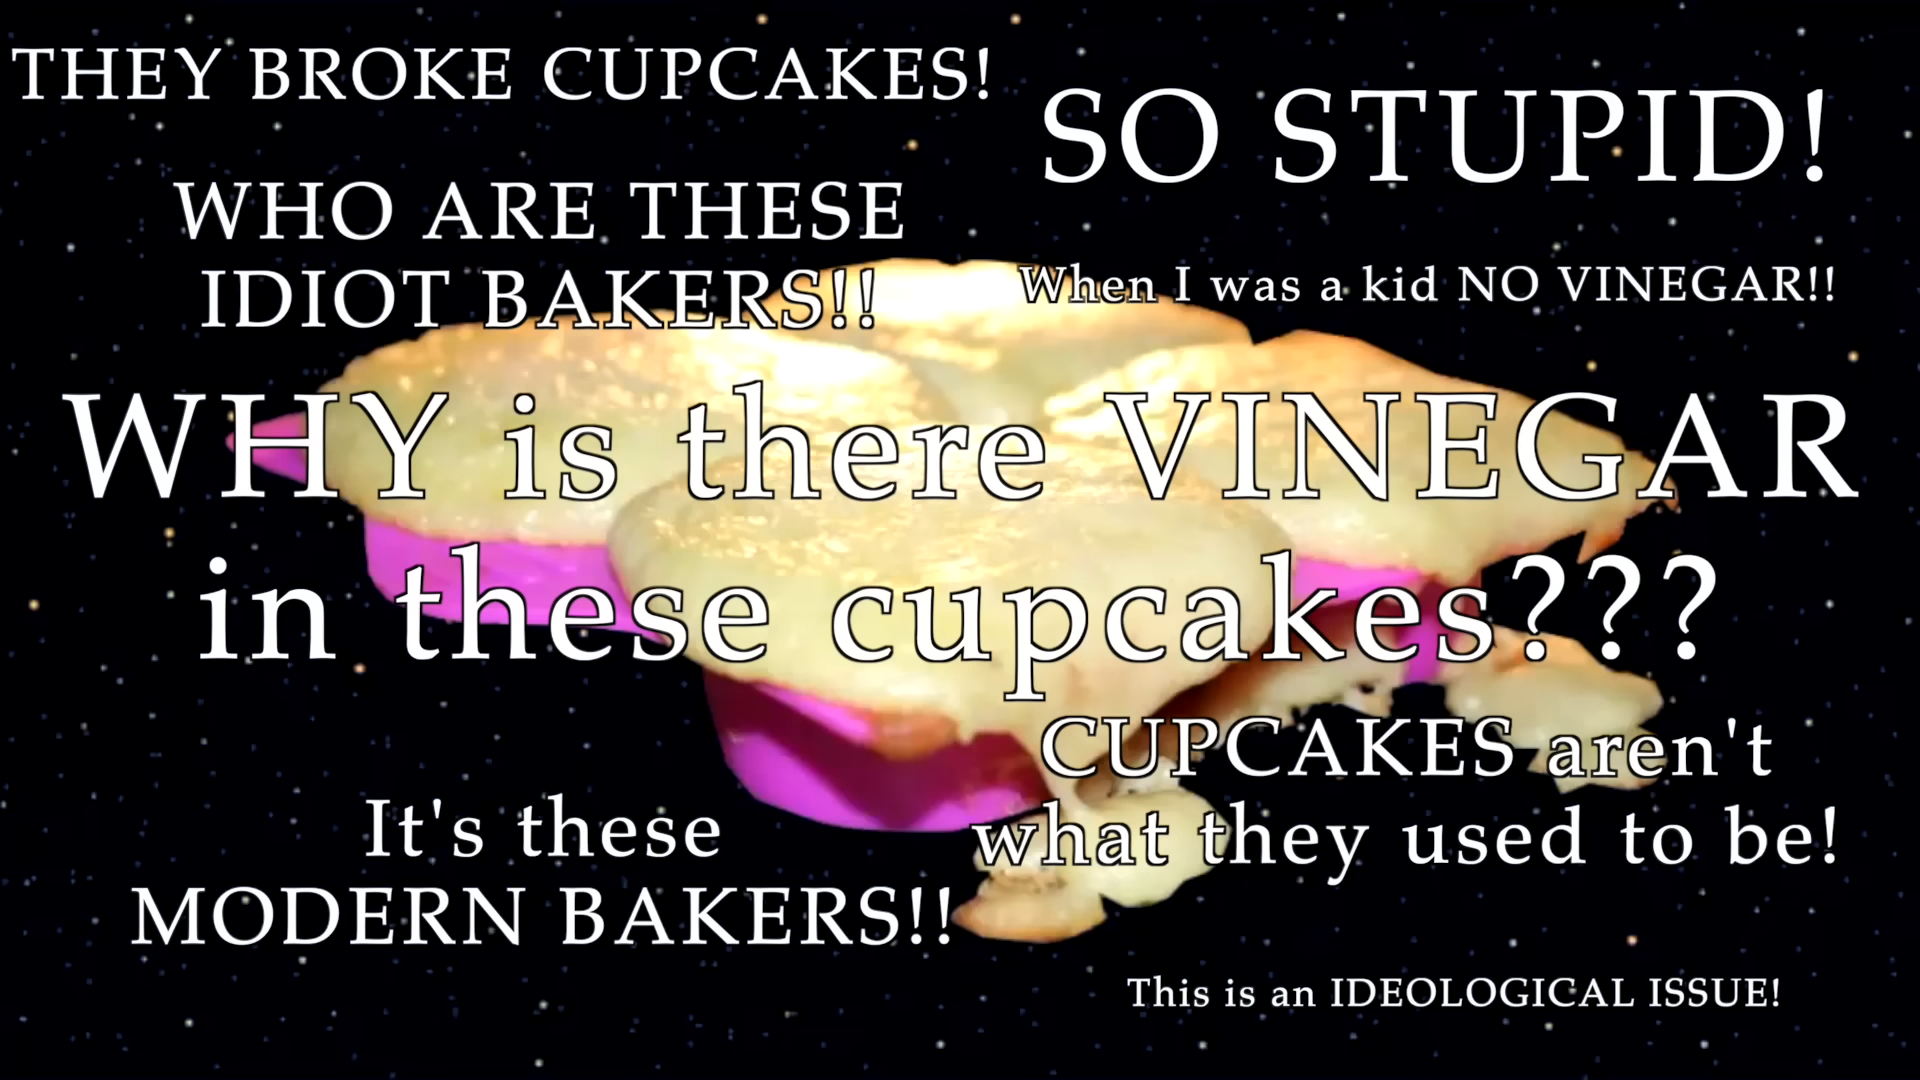 THEY BROKE CUPCAKES!
SO STUPID!
WHO ARE THESE
IDIOT BAKERS!!
When I was a kid NO VINEGAR!!
WHY is there VINEGAR
in these cupcakes???
CUPCAKES aren't
what they used to be!
It's these
MODERN BAKERS!!
This is an IDEOLOGICAL ISSUE!